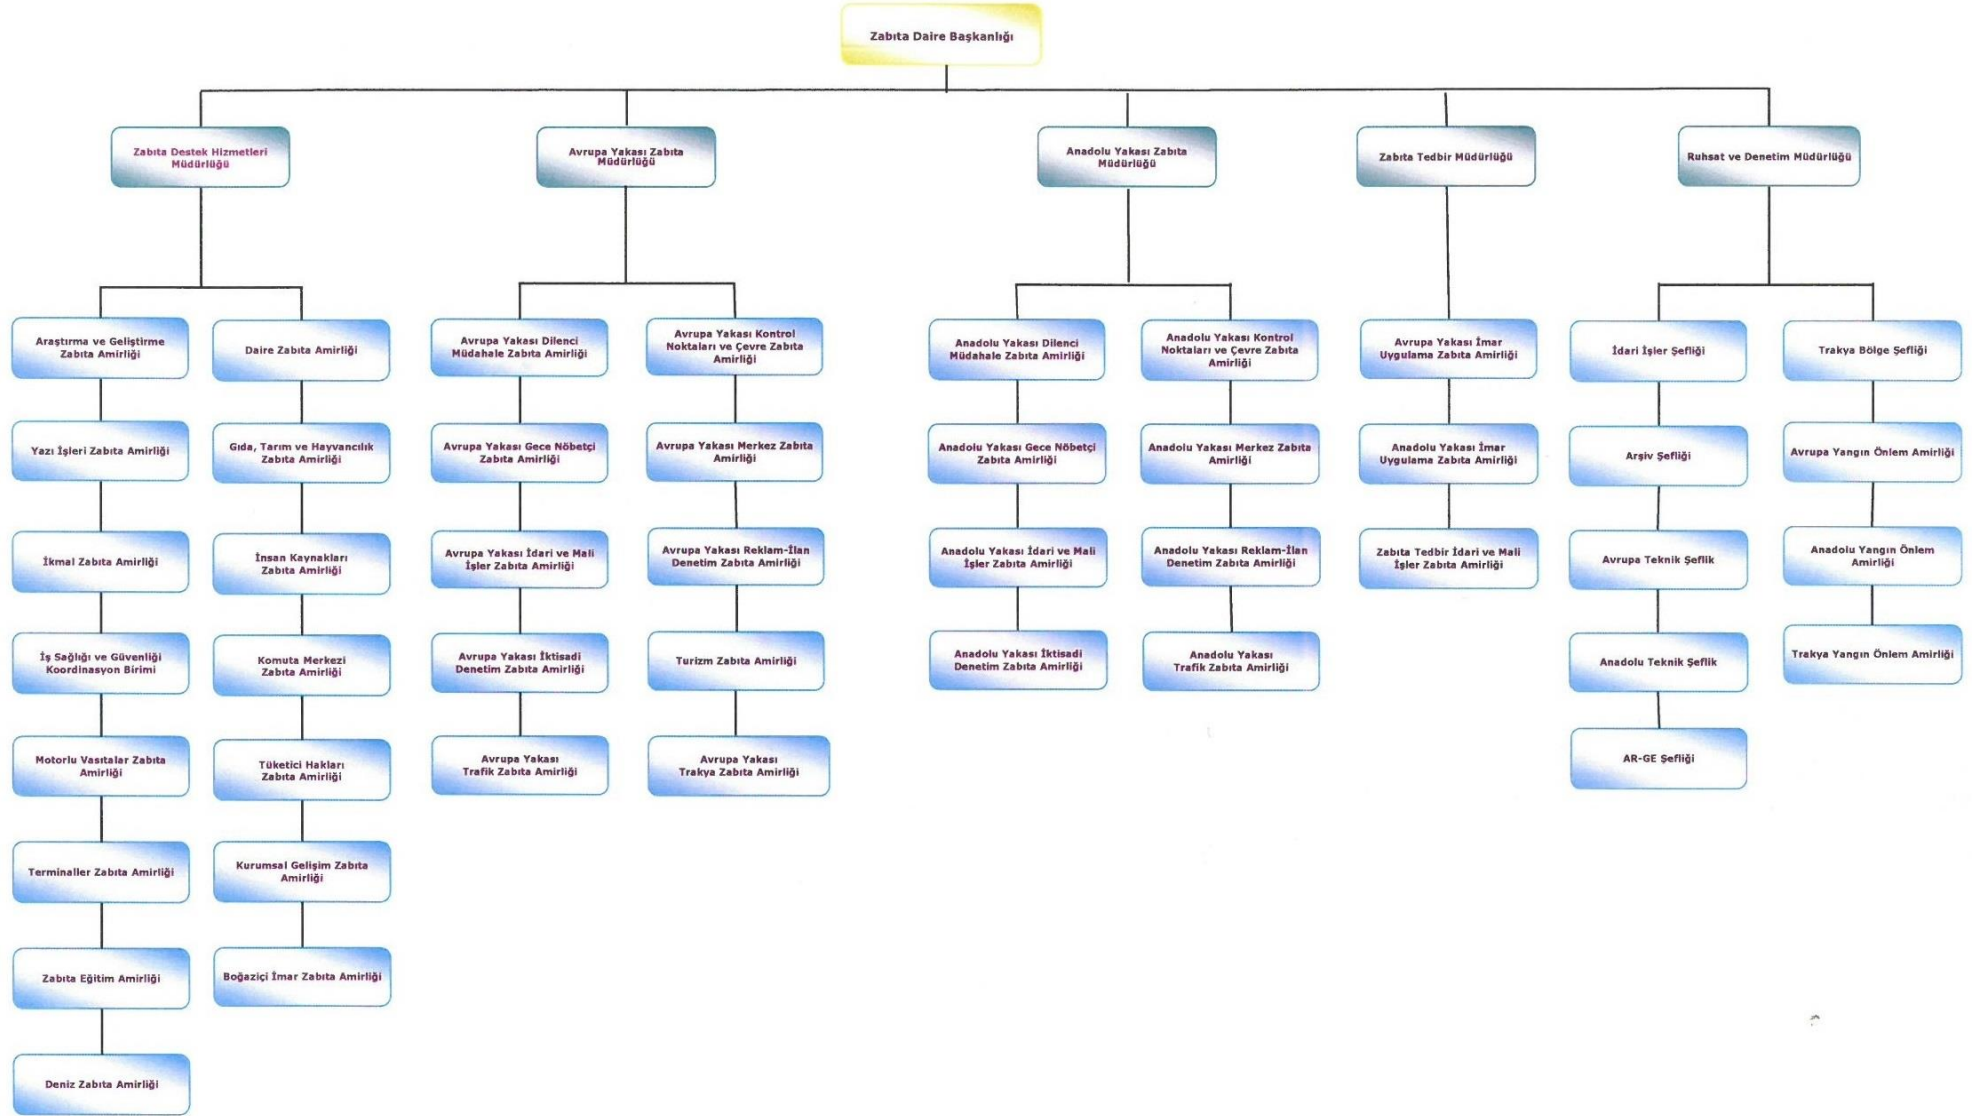 Zabıta Daire Başkanlığı
Zabıta Destek Hizmetleri
Müdürlüğü
Avrupa Yakası Zabıta
Müdürlüğü
Anadolu Yakası Zabıta
Müdürlüğü
Zabıta Tedbir Müdürlüğü
Ruhsat ve Denetim Müdürlüğü
Araştırma ve Geliştirme
Zabıta Amirliği
Yazı İşleri Zabıta Amirliği
İkmal Zabıta Amirliği
İş Sağlığı ve Güvenliği
Koordinasyon Birimi
Motorlu Vasıtalar Zabıta
Amirliği
Terminaller Zabıta Amirliği
Zabıta Eğitim Amirliği
Deniz Zabıta Amirliği
Daire Zabıta Amirliği
Gıda, Tarım ve Hayvancılık
Zabıta Amirliği
İnsan Kaynakları
Zabıta Amirliği
Komuta Merkezi
Zabıta Amirliği
Tüketici Hakları
Zabıta Amirliği
Kurumsal Gelişim Zabıta
Amirliği
Boğaziçi İmar Zabıta Amirliği
Avrupa Yakası Dilenci
Müdahale Zabıta Amirliği
Avrupa Yakası Gece Nöbetçi
Zabıta Amirliği
Avrupa Yakası İdari ve Mali
İşler Zabıta Amirliği
Avrupa Yakası İktisadi
Denetim Zabıta Amirliği
Avrupa Yakası
Trafik Zabıta Amirliği
Avrupa Yakası Kontrol
Noktaları ve Çevre Zabıta
Amirliği
Avrupa Yakası Merkez Zabıta
Amirliği
Avrupa Yakası Reklam-İlan
Denetim Zabıta Amirliği
Turizm Zabıta Amirliği
Avrupa Yakası
Trakya Zabıta Amirliği
Anadolu Yakası Dilenci
Müdahale Zabıta Amirliği
Anadolu Yakası Gece Nöbetçi
Zabıta Amirliği
Anadolu Yakası İdari ve Mali
İşler Zabıta Amirliği
Anadolu Yakası İktisadi
Denetim Zabıta Amirliği
Anadolu Yakası Kontrol
Noktaları ve Çevre Zabıta
Amirliği
Anadolu Yakası Merkez Zabıta
Amirliği
Anadolu Yakası Reklam-İlan
Denetim Zabıta Amirliği
Anadolu Yakası
Trafik Zabıta Amirliği
Avrupa Yakası İmar
Uygulama Zabıta Amirliği
Anadolu Yakası İmar
Uygulama Zabıta Amirliği
Zabıta Tedbir İdari ve Mali
İşler Zabıta Amirliği
İdari İşler Şefliği
Arşiv Şefliği
Avrupa Teknik Şeflik
Anadolu Teknik Şeflik
AR-GE Şefliği
Trakya Bölge Şefliği
Avrupa Yangın Önlem Amirliği
Anadolu Yangın Önlem
Amirliği
Trakya Yangın Önlem Amirliği